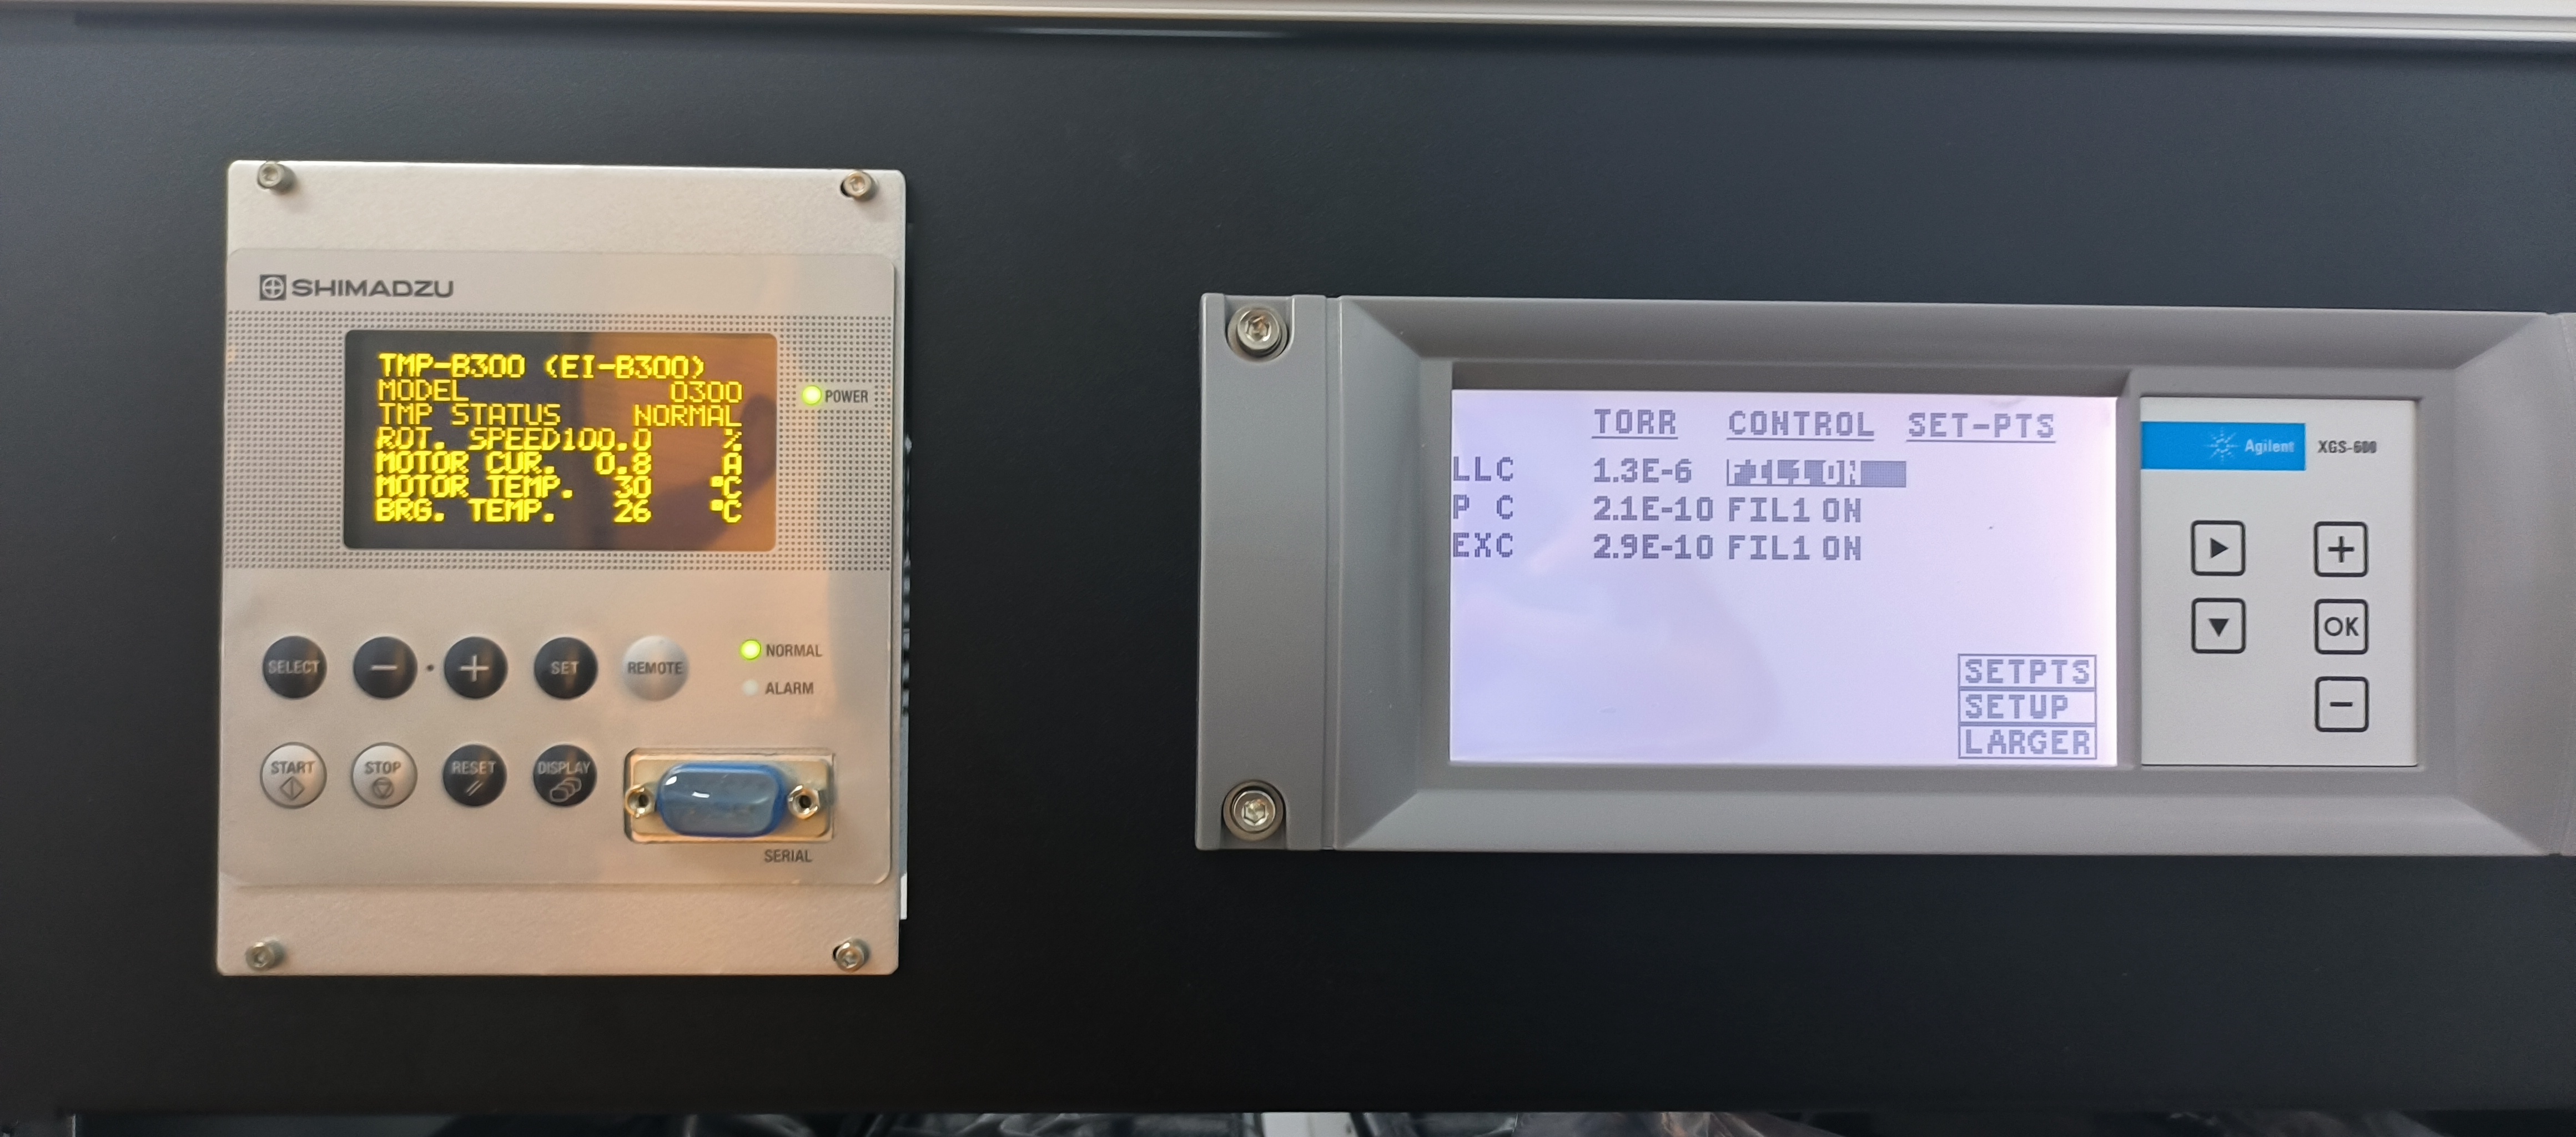 SHIMADZU
TMP-B300 (EI-B300)
MODEL 0300
TMP STATUS NORMAL
ROT. SPEED100.0 %
MOTOR CUR. 0.8 A
MOTOR TEMP. 30 °C
BRG. TEMP. 26 °C
POWER
SELECT
− • +
SET
REMOTE
NORMAL
ALARM
START
STOP
RESET
DISPLAY
SERIAL
TORR CONTROL SET-PTS
LLC 1.3E-6 FIL1 ON
P C 2.1E-10 FIL1 ON
EXC 2.9E-10 FIL1 ON
SETPTS
SETUP
LARGER
Agilent XGS-600
+
OK
−